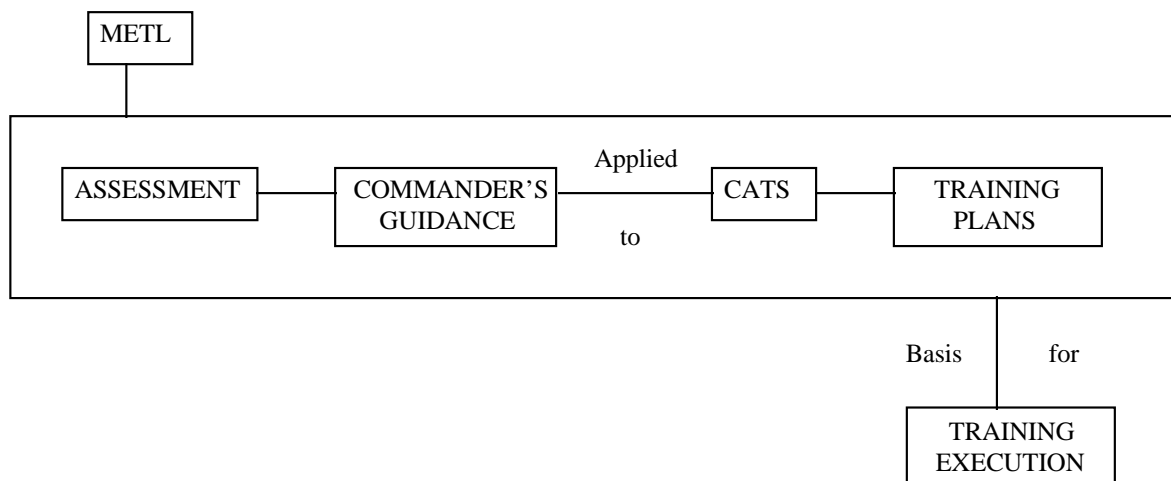 METL
Applied
ASSESSMENT
COMMANDER’S
GUIDANCE
CATS
TRAINING
PLANS
to
Basis for
TRAINING
EXECUTION